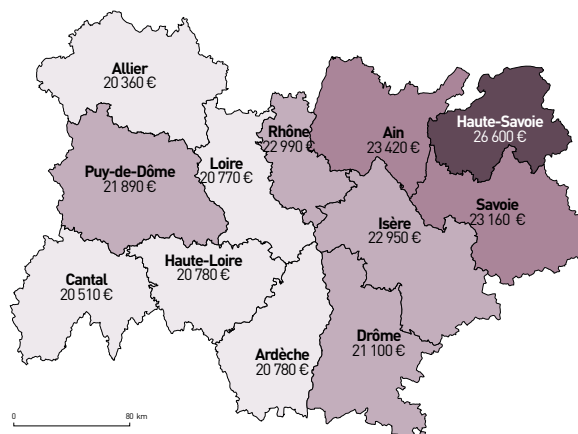 Allier
20 360 €
Haute-Savoie
26 600 €
Rhône
22 990 €
Ain
23 420 €
Loire
20 770 €
Puy-de-Dôme
21 890 €
Savoie
23 160 €
Isère
22 950 €
Haute-Loire
20 780 €
Cantal
20 510 €
Drôme
21 100 €
Ardèche
20 780 €
0 80 km